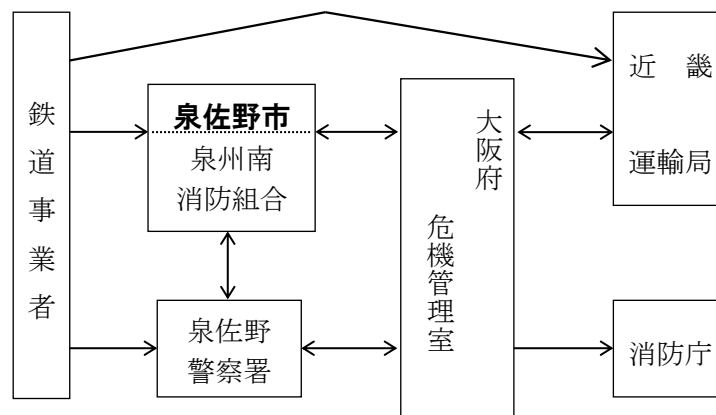 鉄道事業者
泉佐野市
泉州南
消防組合
泉佐野
警察署
大阪府
危機管理室
近　畿
運輸局
消防庁